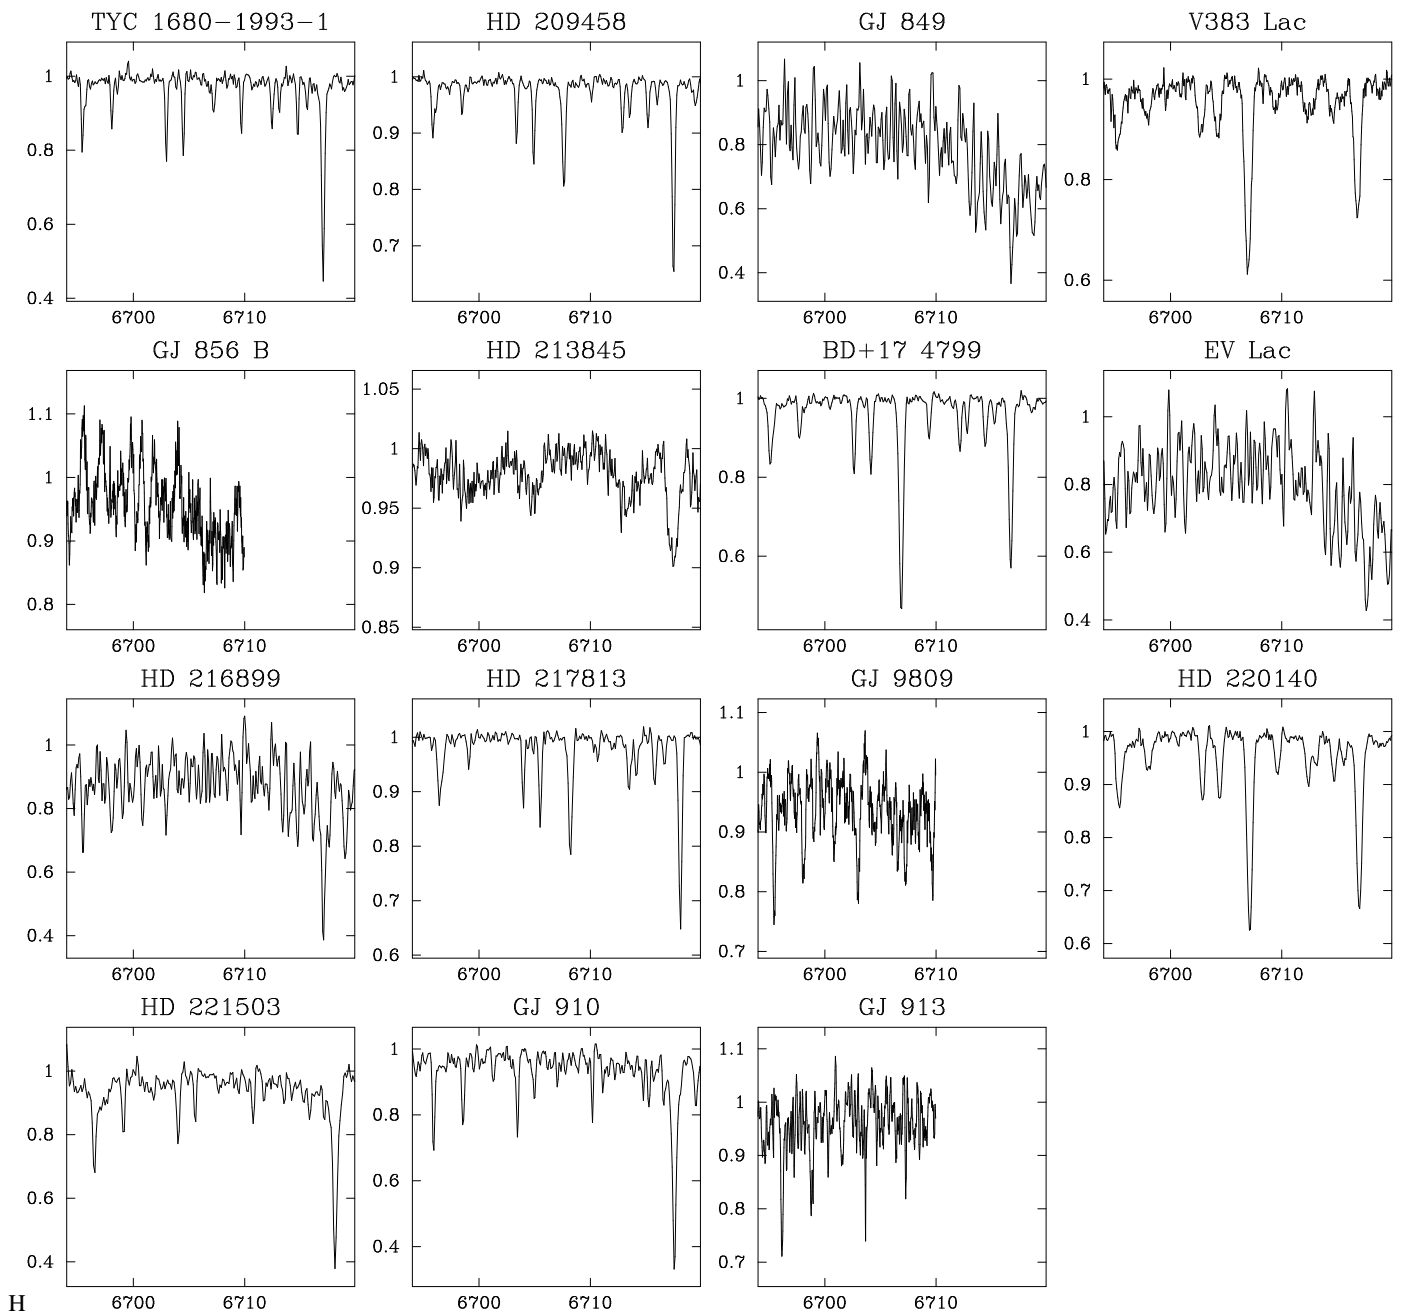 TYC 1680−1993−1 HD 209458 GJ 849 V383 Lac
1 1 1 1
0.8 0.9 0.8 0.8
0.6 0.8 0.6 0.6
0.4 0.7 0.4
6700 6710 6700 6710 6700 6710 6700 6710
GJ 856 B HD 213845 BD+17 4799 EV Lac
1.1 1.05 1 1
1 1 0.8 0.8
0.9 0.95 0.6 0.6
0.8 0.9 0.4
0.85
6700 6710 6700 6710 6700 6710 6700 6710
HD 216899 HD 217813 GJ 9809 HD 220140
1 1 1.1 1
0.8 0.9 1 0.9
0.6 0.8 0.9 0.8
0.4 0.7 0.8 0.7
0.6 0.7 0.6
6700 6710 6700 6710 6700 6710 6700 6710
HD 221503 GJ 910 GJ 913
1 1 1.1
0.8 0.8 1
0.6 0.6 0.9
0.4 0.4 0.8
0.7
6700 6710 6700 6710 6700 6710
H